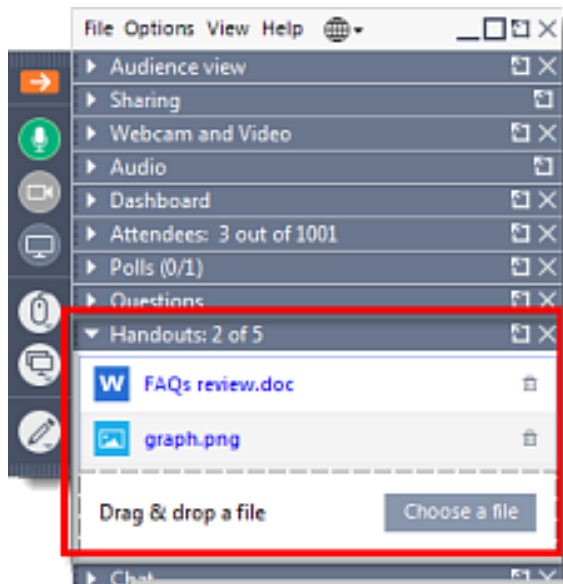 File Options View Help
Audience view
Sharing
Webcam and Video
Audio
Dashboard
Attendees: 3 out of 1001
Polls (0/1)
Questions
Handouts: 2 of 5
W FAQs review.doc
graph.png
Drag & drop a file Choose a file
Chat